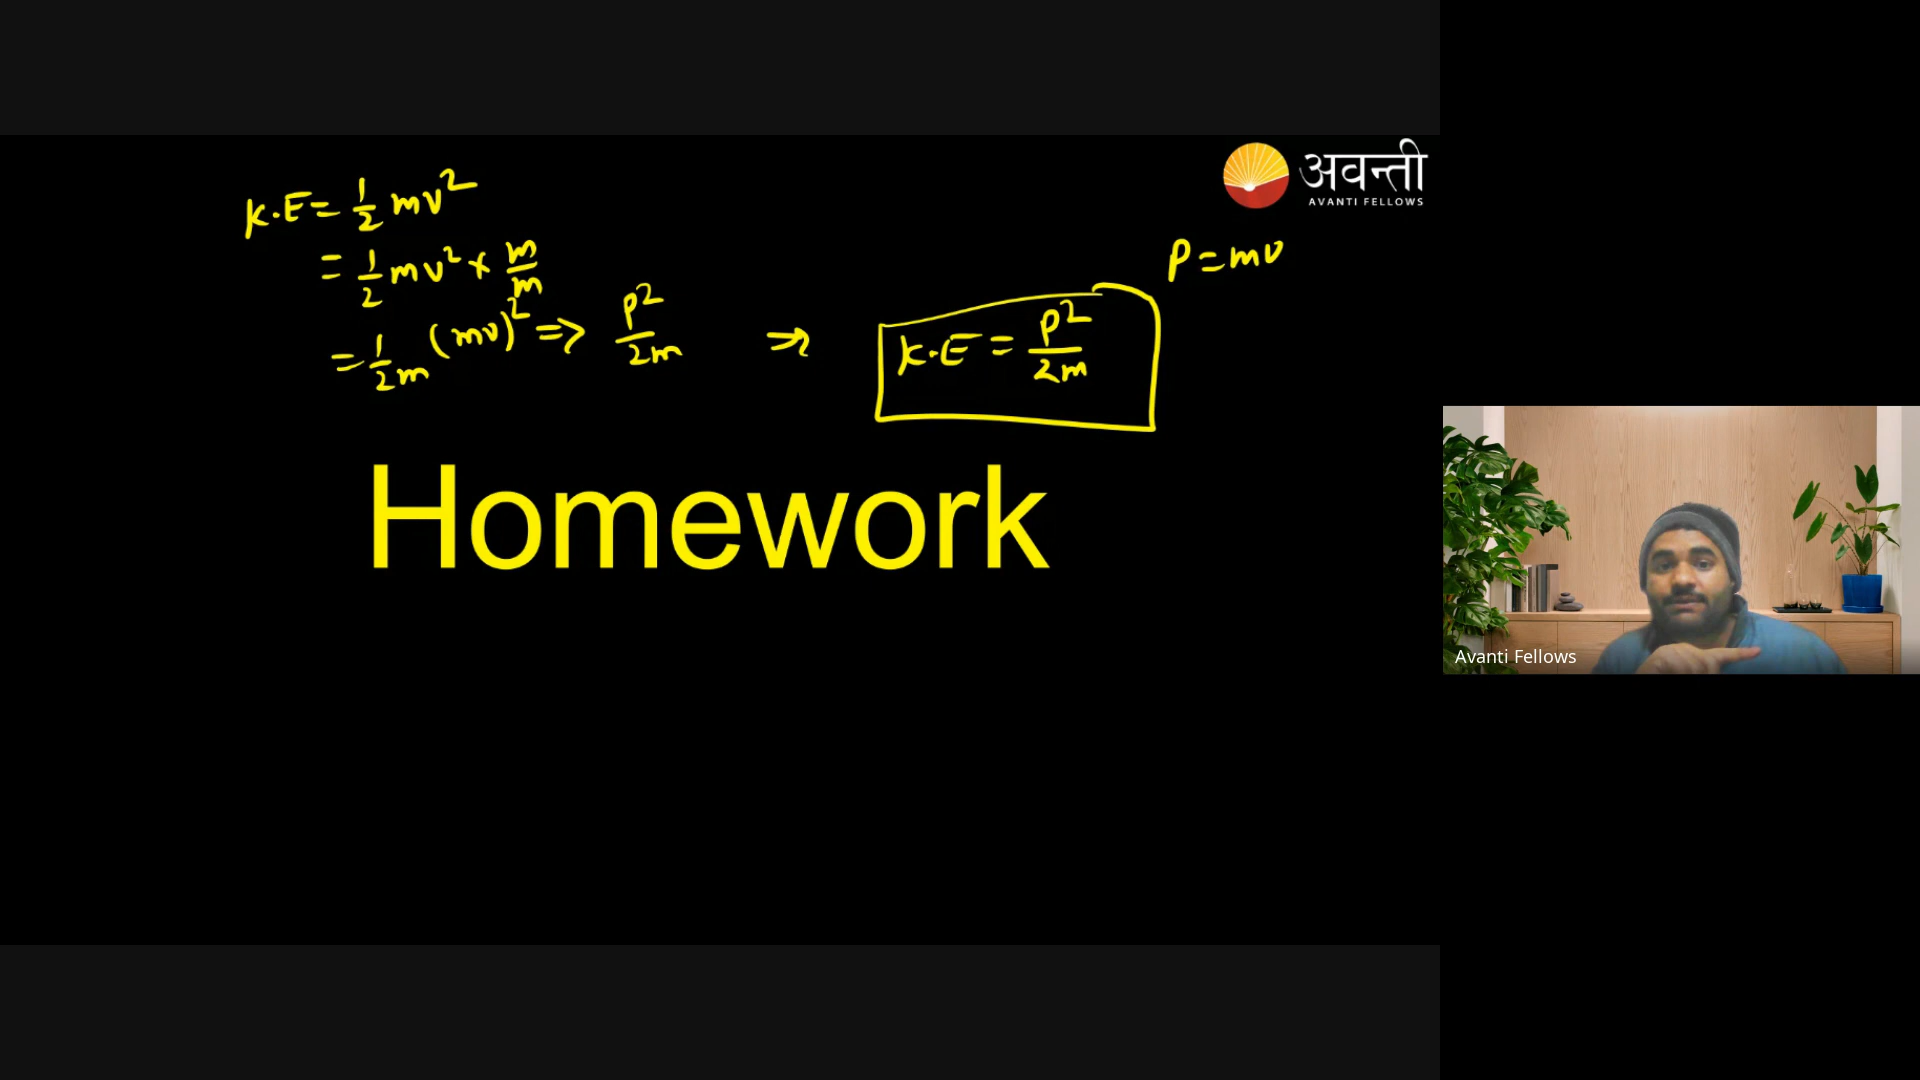 अवन्ती
AVANTI FELLOWS
K.E = 1/2 mv²
= 1/2 mv² × m/m
= 1/2m (mv)² => p²/2m => K.E = p²/2m
P = mv
Homework
Avanti Fellows